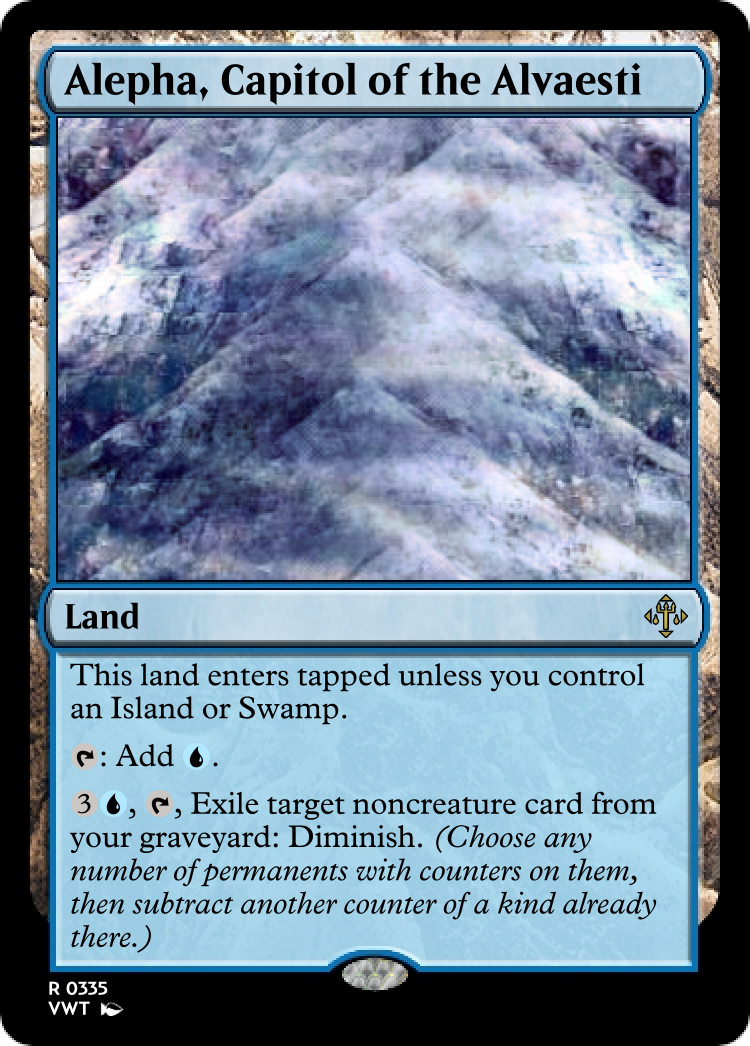 Alepha, Capitol of the Alvaesti
Land
This land enters tapped unless you control
an Island or Swamp.
: Add .
3 , , Exile target noncreature card from
your graveyard: Diminish. (Choose any
number of permanents with counters on them,
then subtract another counter of a kind already
there.)
R 0335
VWT